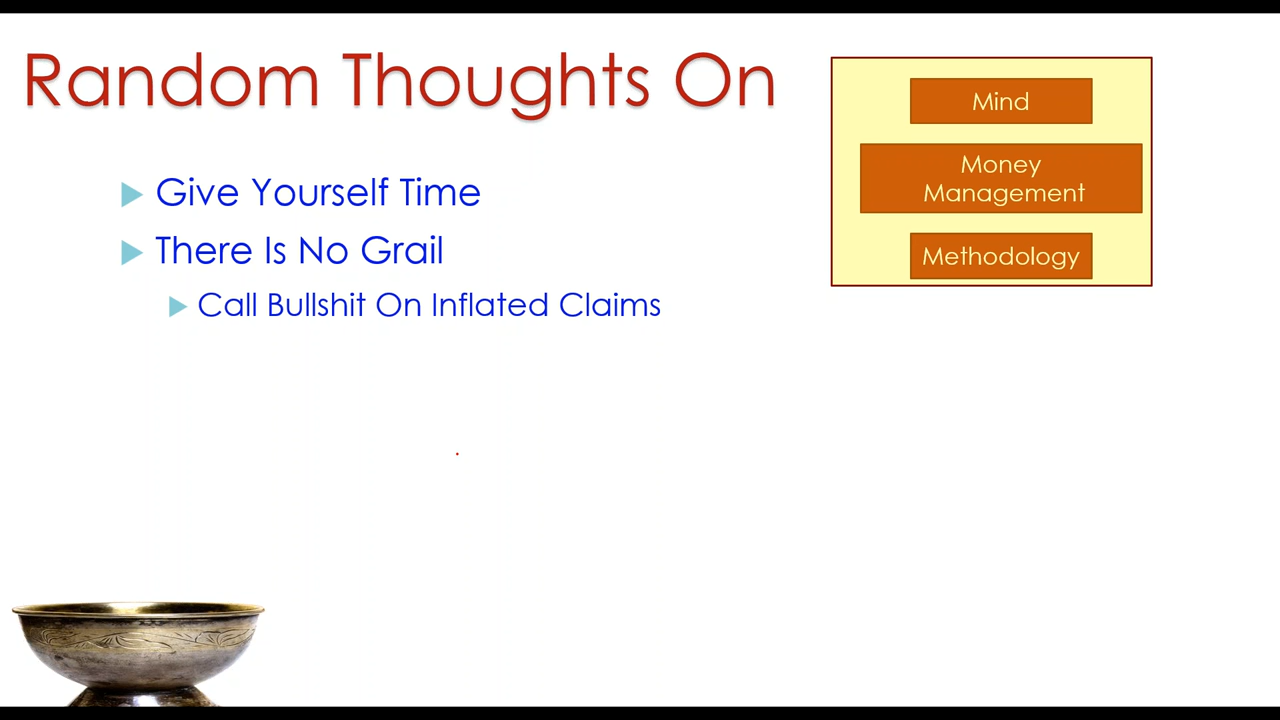 Random Thoughts On
Give Yourself Time
There Is No Grail
Call Bullshit On Inflated Claims
Mind
Money
Management
Methodology